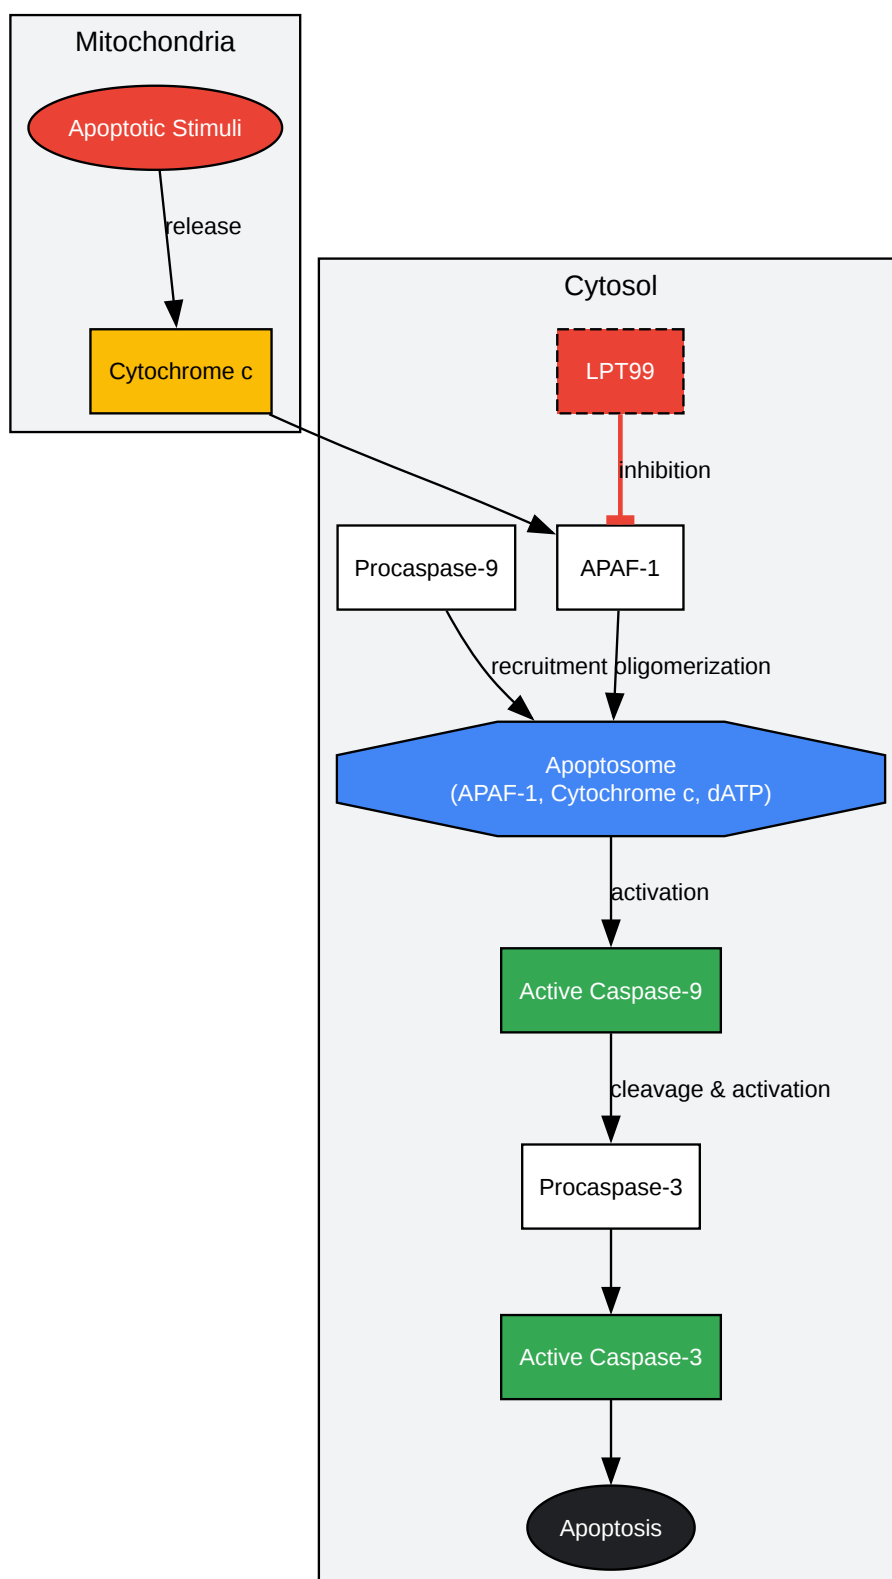 Mitochondria
Apoptotic Stimuli
release
Cytochrome c
Cytosol
LPT99
inhibition
Procaspase-9
APAF-1
recruitment
oligomerization
Apoptosome
(APAF-1, Cytochrome c, dATP)
activation
Active Caspase-9
cleavage & activation
Procaspase-3
Active Caspase-3
Apoptosis